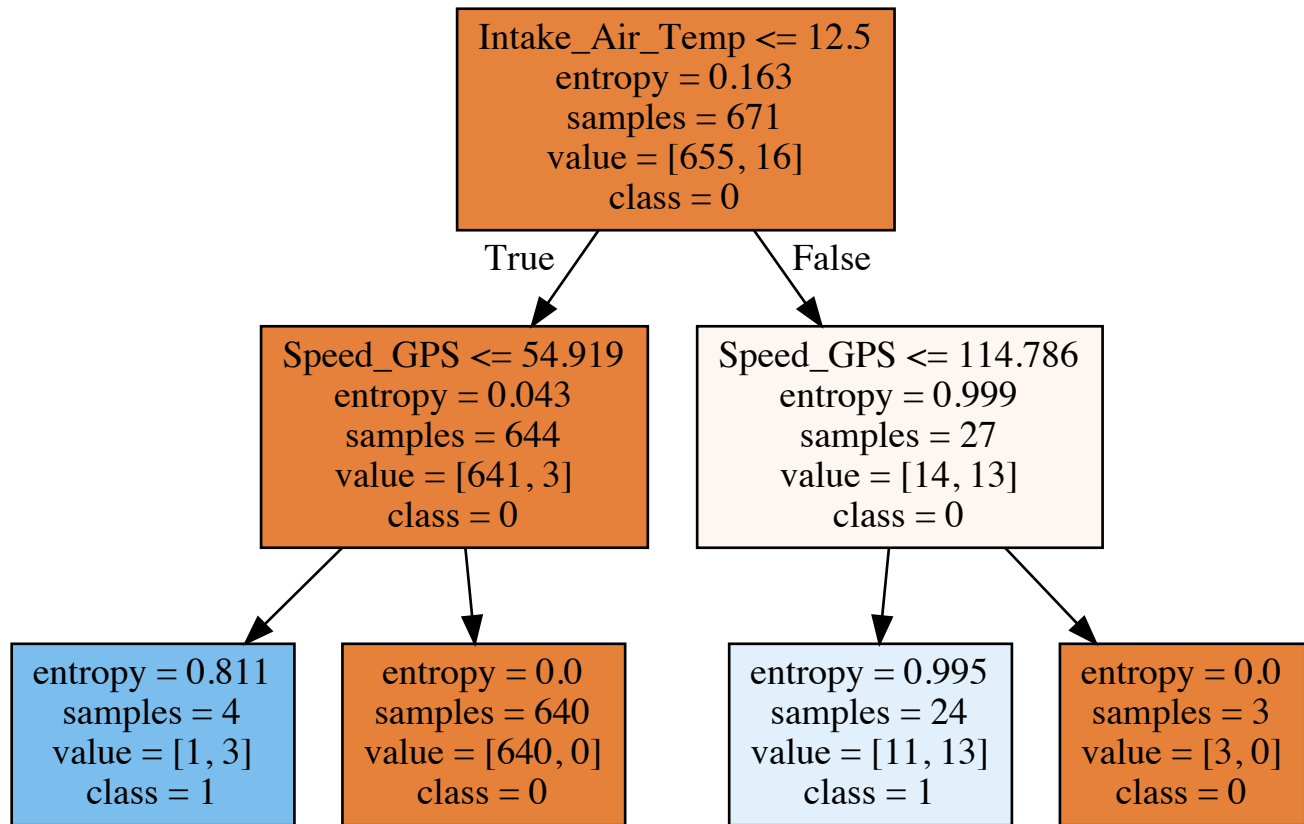 Intake_Air_Temp <= 12.5
entropy = 0.163
samples = 671
value = [655, 16]
class = 0
True
False
Speed_GPS <= 54.919
entropy = 0.043
samples = 644
value = [641, 3]
class = 0
Speed_GPS <= 114.786
entropy = 0.999
samples = 27
value = [14, 13]
class = 0
entropy = 0.811
samples = 4
value = [1, 3]
class = 1
entropy = 0.0
samples = 640
value = [640, 0]
class = 0
entropy = 0.995
samples = 24
value = [11, 13]
class = 1
entropy = 0.0
samples = 3
value = [3, 0]
class = 0